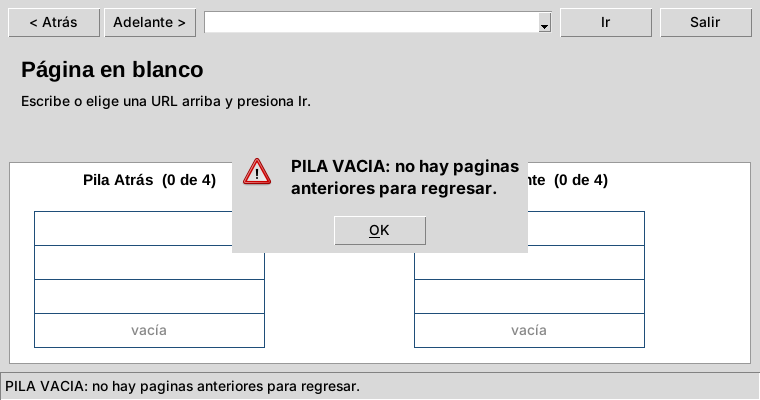 < Atrás Adelante > Ir Salir
Página en blanco
Escribe o elige una URL arriba y presiona Ir.
PILA VACIA: no hay paginas
anteriores para regresar.
OK
Pila Atrás (0 de 4)
(0 de 4)
vacía
vacía
PILA VACIA: no hay paginas anteriores para regresar.